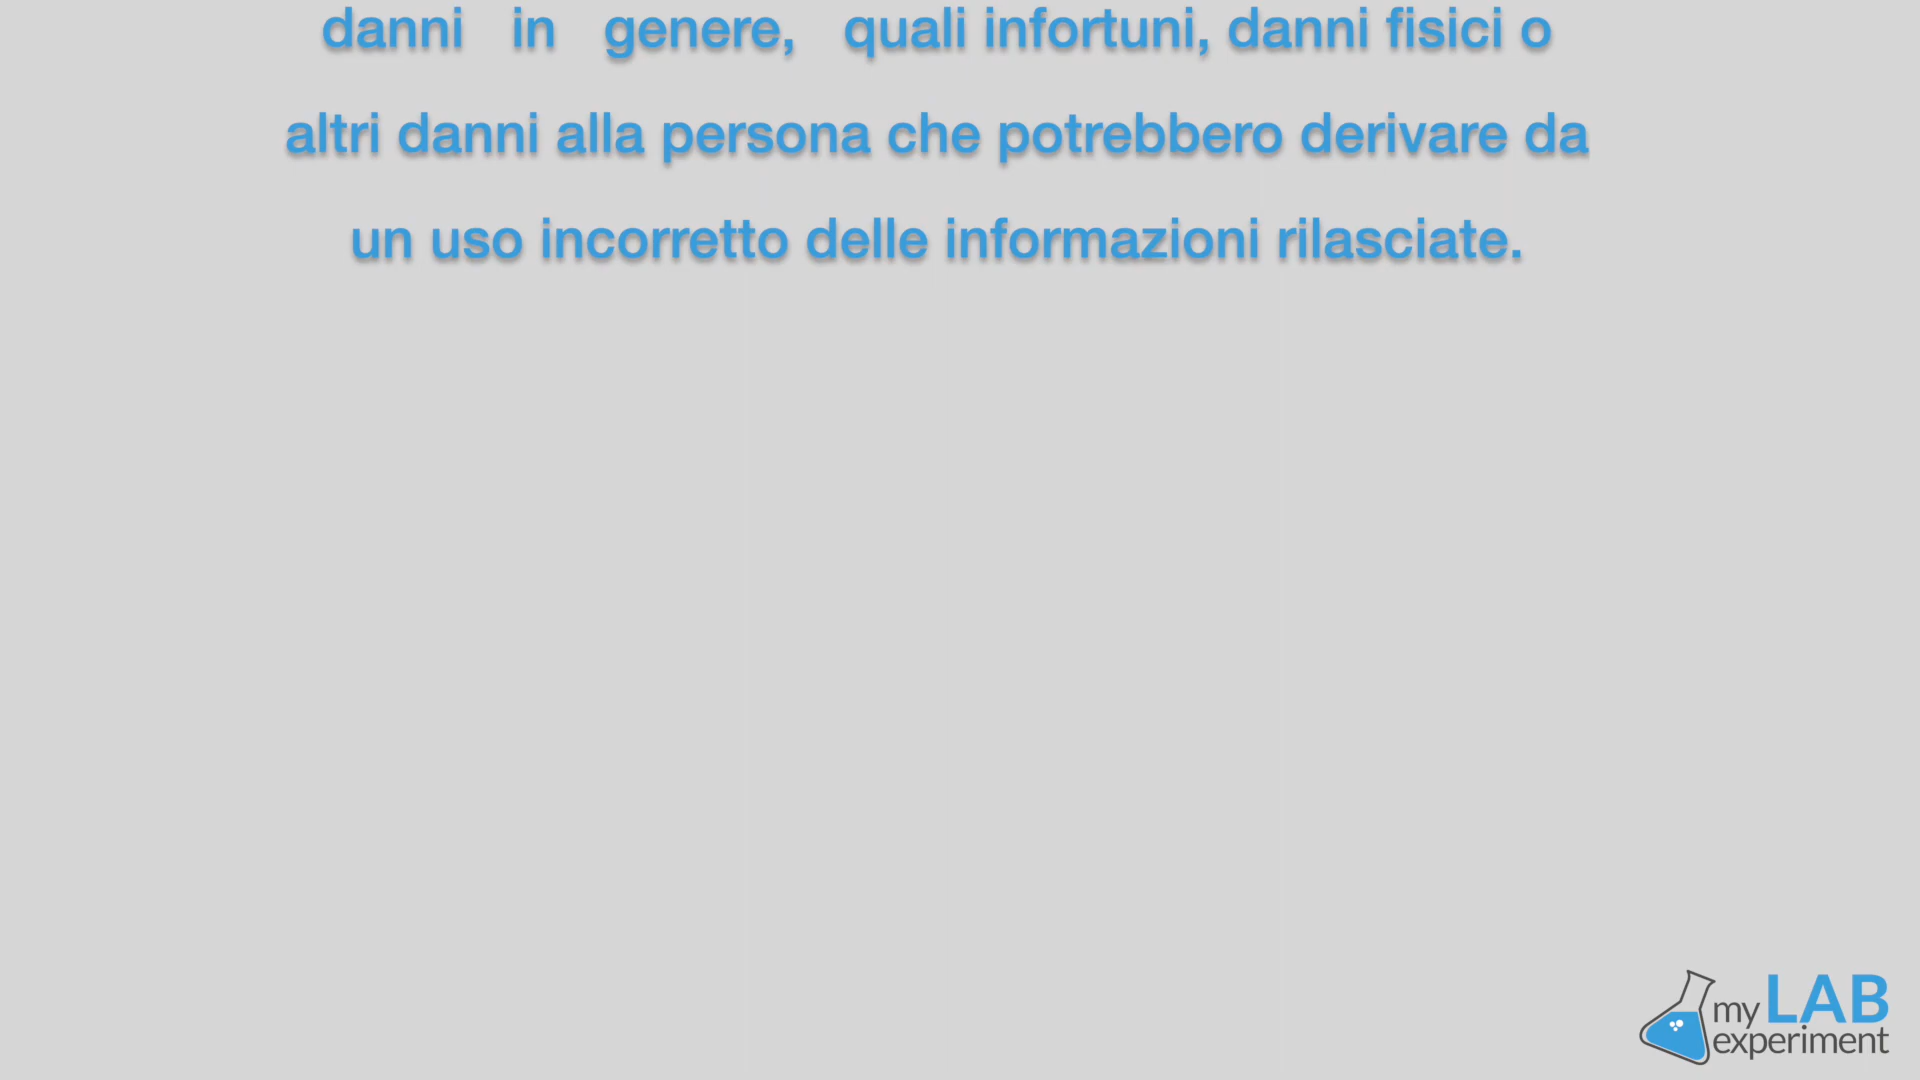 danni in genere, quali infortuni, danni fisici o
altri danni alla persona che potrebbero derivare da
un uso incorretto delle informazioni rilasciate.
my LAB
experiment